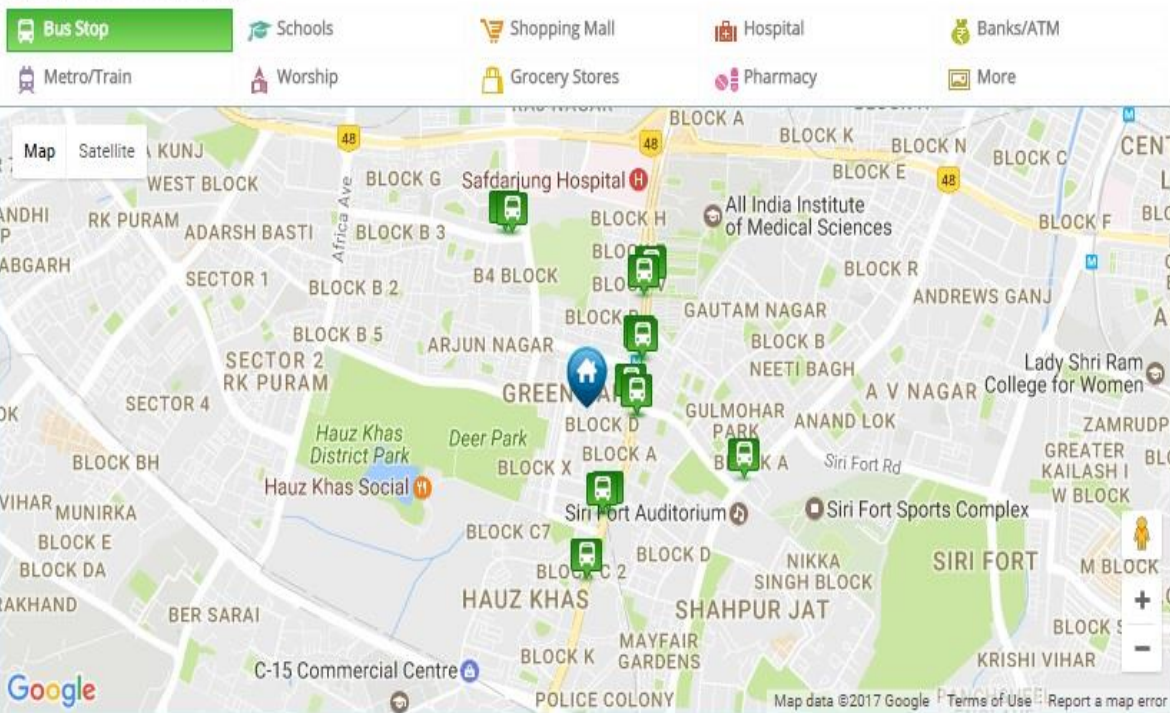 Bus Stop
Schools
Shopping Mall
Hospital
Banks/ATM
Metro/Train
Worship
Grocery Stores
Pharmacy
More
Map
Satellite
KUNJ
48
48
48
BLOCK A
BLOCK K
BLOCK N
BLOCK C
BLOCK E
WEST BLOCK
BLOCK G
Safdarjung Hospital
H
RK PURAM
ADARSH BASTI
Africa Ave
BLOCK B 3
BLOCK H
All India Institute
of Medical Sciences
BLOCK F
SECTOR 1
BLOCK B 2
B4 BLOCK
BLOCK R
ANDREWS GANJ
M
M
GAUTAM NAGAR
BLOCK B 5
ARJUN NAGAR
BLOCK B
SECTOR 2
RK PURAM
NEETI BAGH
Lady Shri Ram
College for Women
A V NAGAR
SECTOR 4
GULMOHAR
PARK
ANAND LOK
BLOCK D
Hauz Khas
District Park
Deer Park
BLOCK A
BLOCK X
Siri Fort Rd
GREATER
KAILASH I
W BLOCK
BLOCK BH
Hauz Khas Social
Siri Fort Auditorium
Siri Fort Sports Complex
VIHAR
MUNIRKA
BLOCK E
BLOCK C7
BLOCK D
NIKKA
SINGH BLOCK
SIRI FORT
M BLOCK
BLOCK DA
HAUZ KHAS
SHAHPUR JAT
BER SARAI
MAYFAIR
GARDENS
BLOCK K
KRISHI VIHAR
C-15 Commercial Centre
POLICE COLONY
+
−
Google
Map data ©2017 Google
Terms of Use
Report a map error